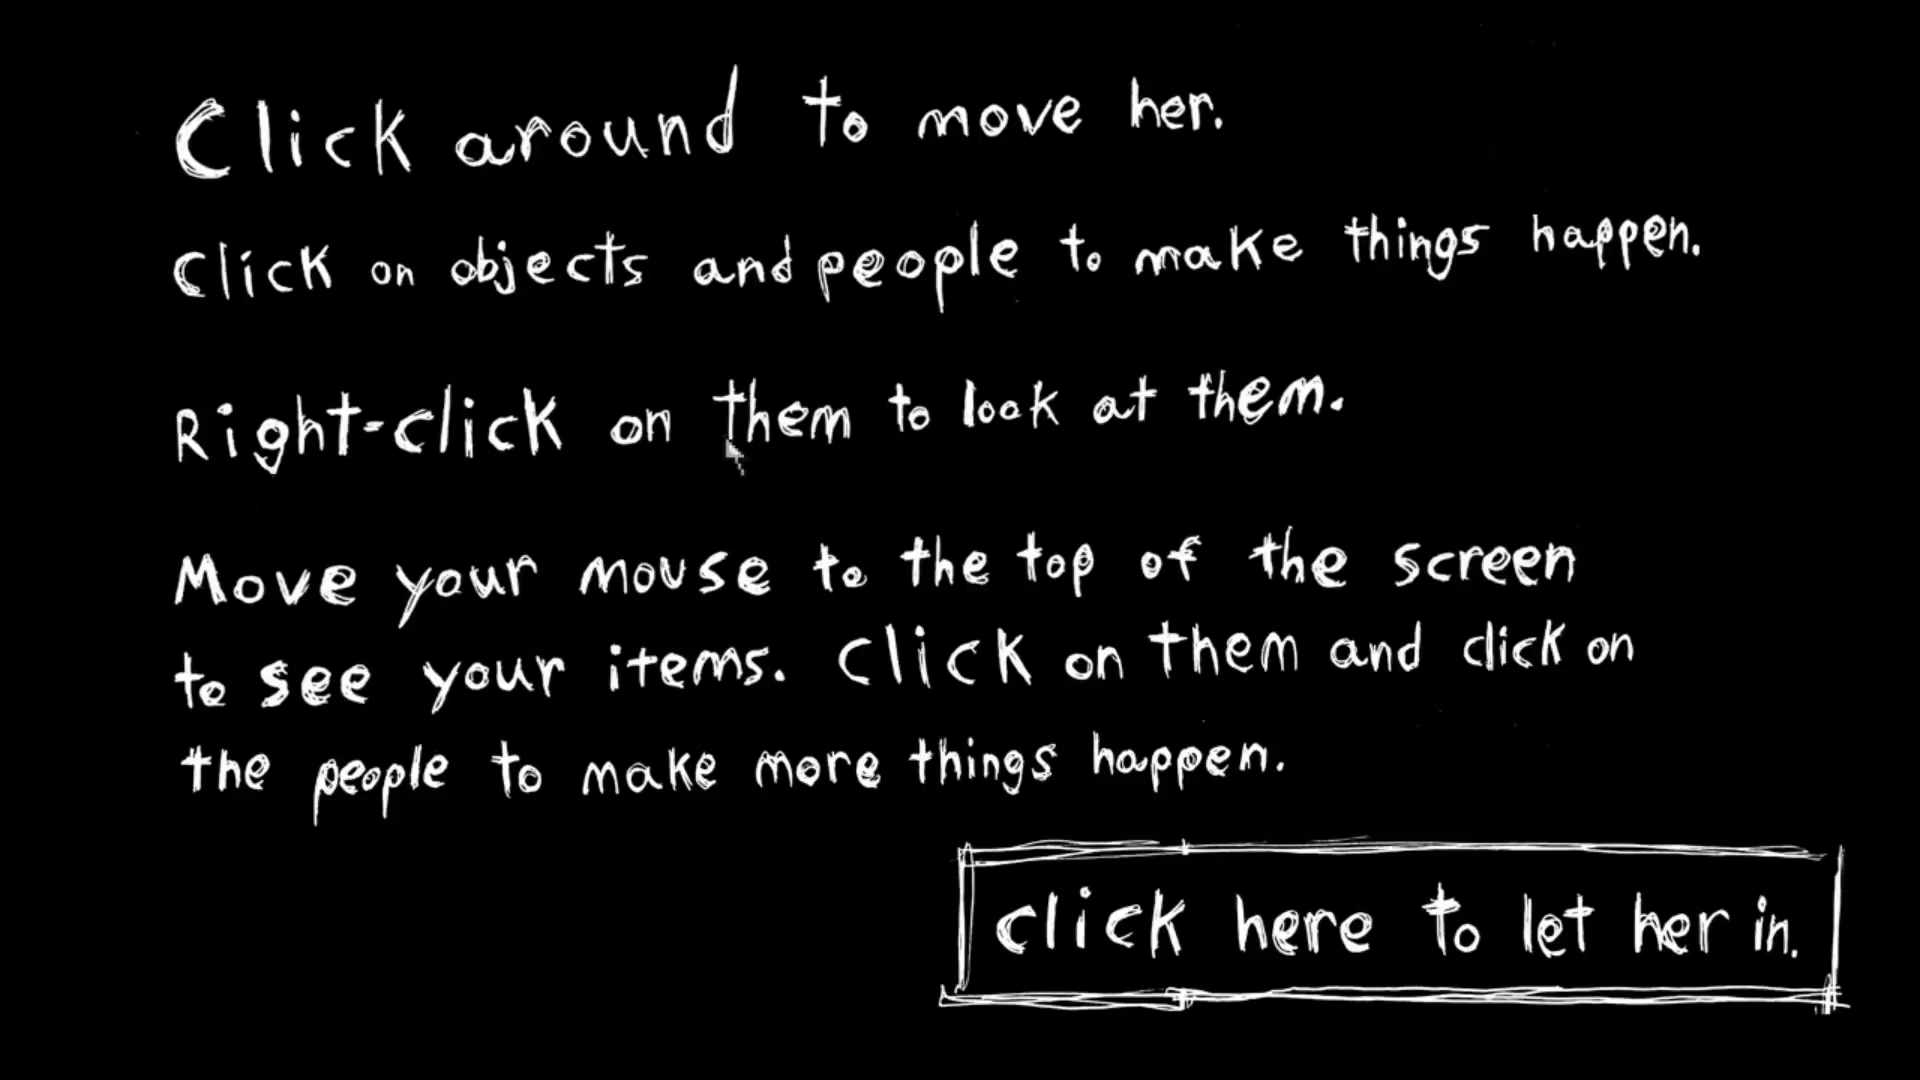 Click around to move her.
Click on objects and people to make things happen.
Right-click on them to look at them.
Move your mouse to the top of the screen
to see your items. Click on them and click on
the people to make more things happen.
click here to let her in.